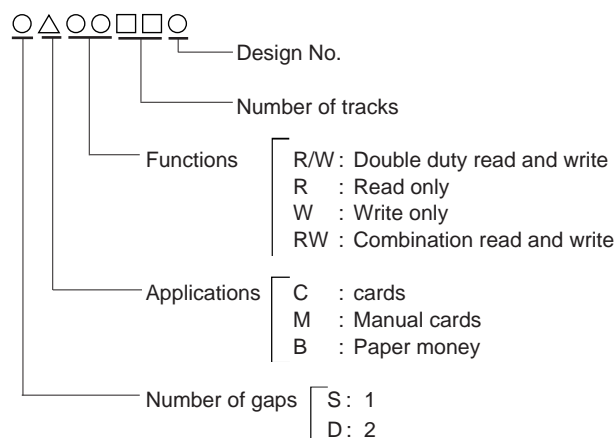 ○△○○□□○
Design No.
Number of tracks
Functions
R/W : Double duty read and write
R : Read only
W : Write only
RW : Combination read and write
Applications
C : cards
M : Manual cards
B : Paper money
Number of gaps
S : 1
D : 2